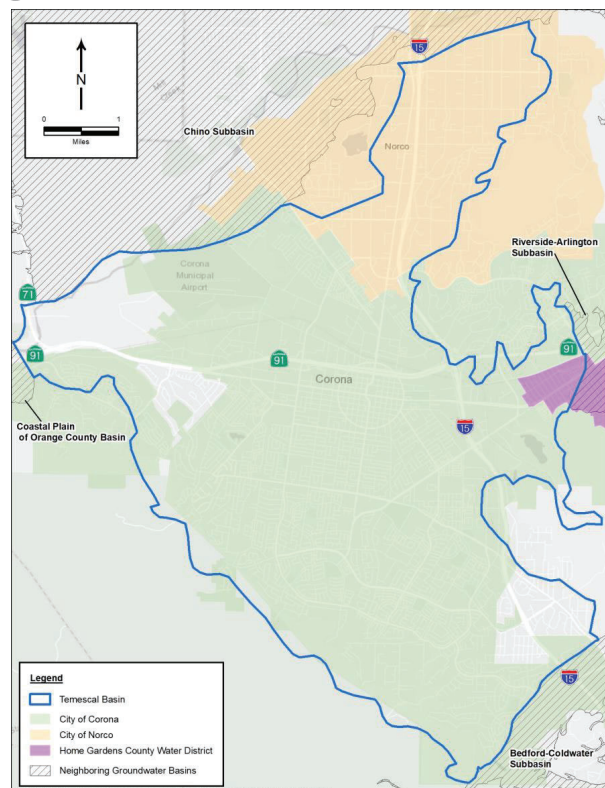 N
0 1
Miles
15
Mill
Creek
Chino Subbasin
Norco
Riverside-Arlington
Subbasin
Corona
Municipal
Airport
71
91
91
91
Corona
15
Coastal Plain
of Orange County Basin
15
Legend
Temescal Basin
City of Corona
City of Norco
Home Gardens County Water District
Neighboring Groundwater Basins
Bedford-Coldwater
Subbasin